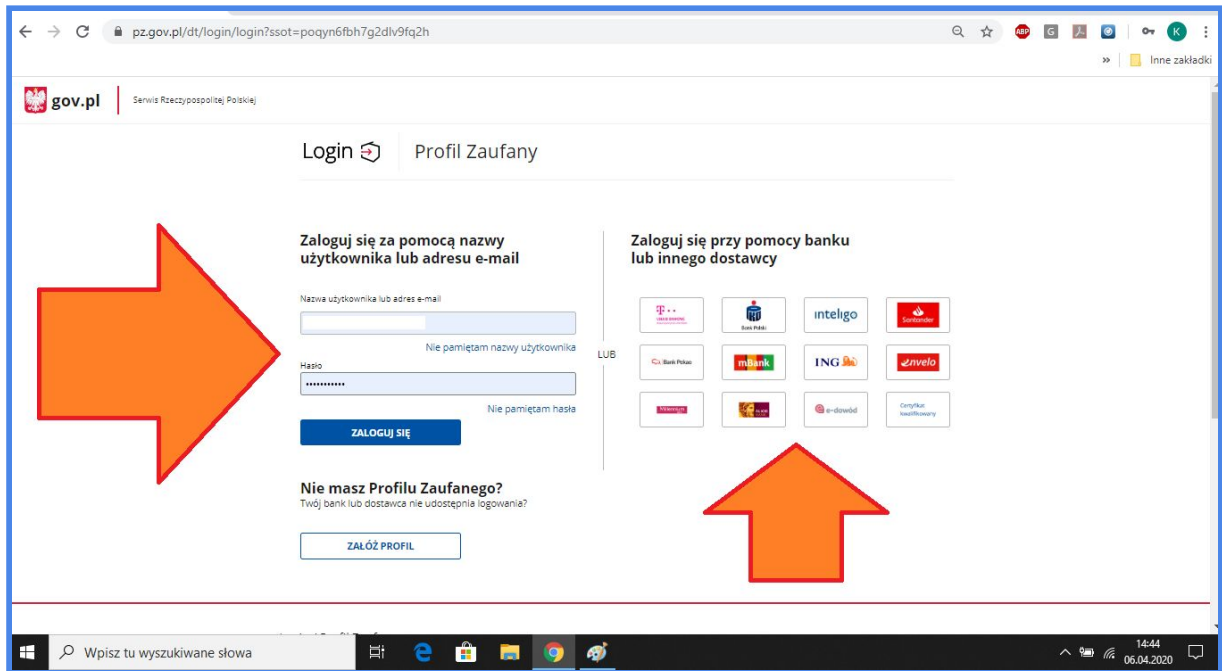 pz.gov.pl/dt/login/login?ssot=poqyn6fbh7g2dlv9fq2h
ABP
G
K
» Inne zakładki
gov.pl
Serwis Rzeczypospolitej Polskiej
Login
Profil Zaufany
Zaloguj się za pomocą nazwy
użytkownika lub adresu e-mail
Nazwa użytkownika lub adres e-mail
Nie pamiętam nazwy użytkownika
Hasło
•••••••••••
Nie pamiętam hasła
ZALOGUJ SIĘ
Nie masz Profilu Zaufanego?
Twój bank lub dostawca nie udostępnia logowania?
ZAŁÓŻ PROFIL
LUB
Zaloguj się przy pomocy banku
lub innego dostawcy
T
Bank Polski
inteligo
Santander
Bank Pekao
mBank
ING
envelo
Millennium
e-dowód
Certyfikat
kwalifikowany
Wpisz tu wyszukiwane słowa
14:44
06.04.2020